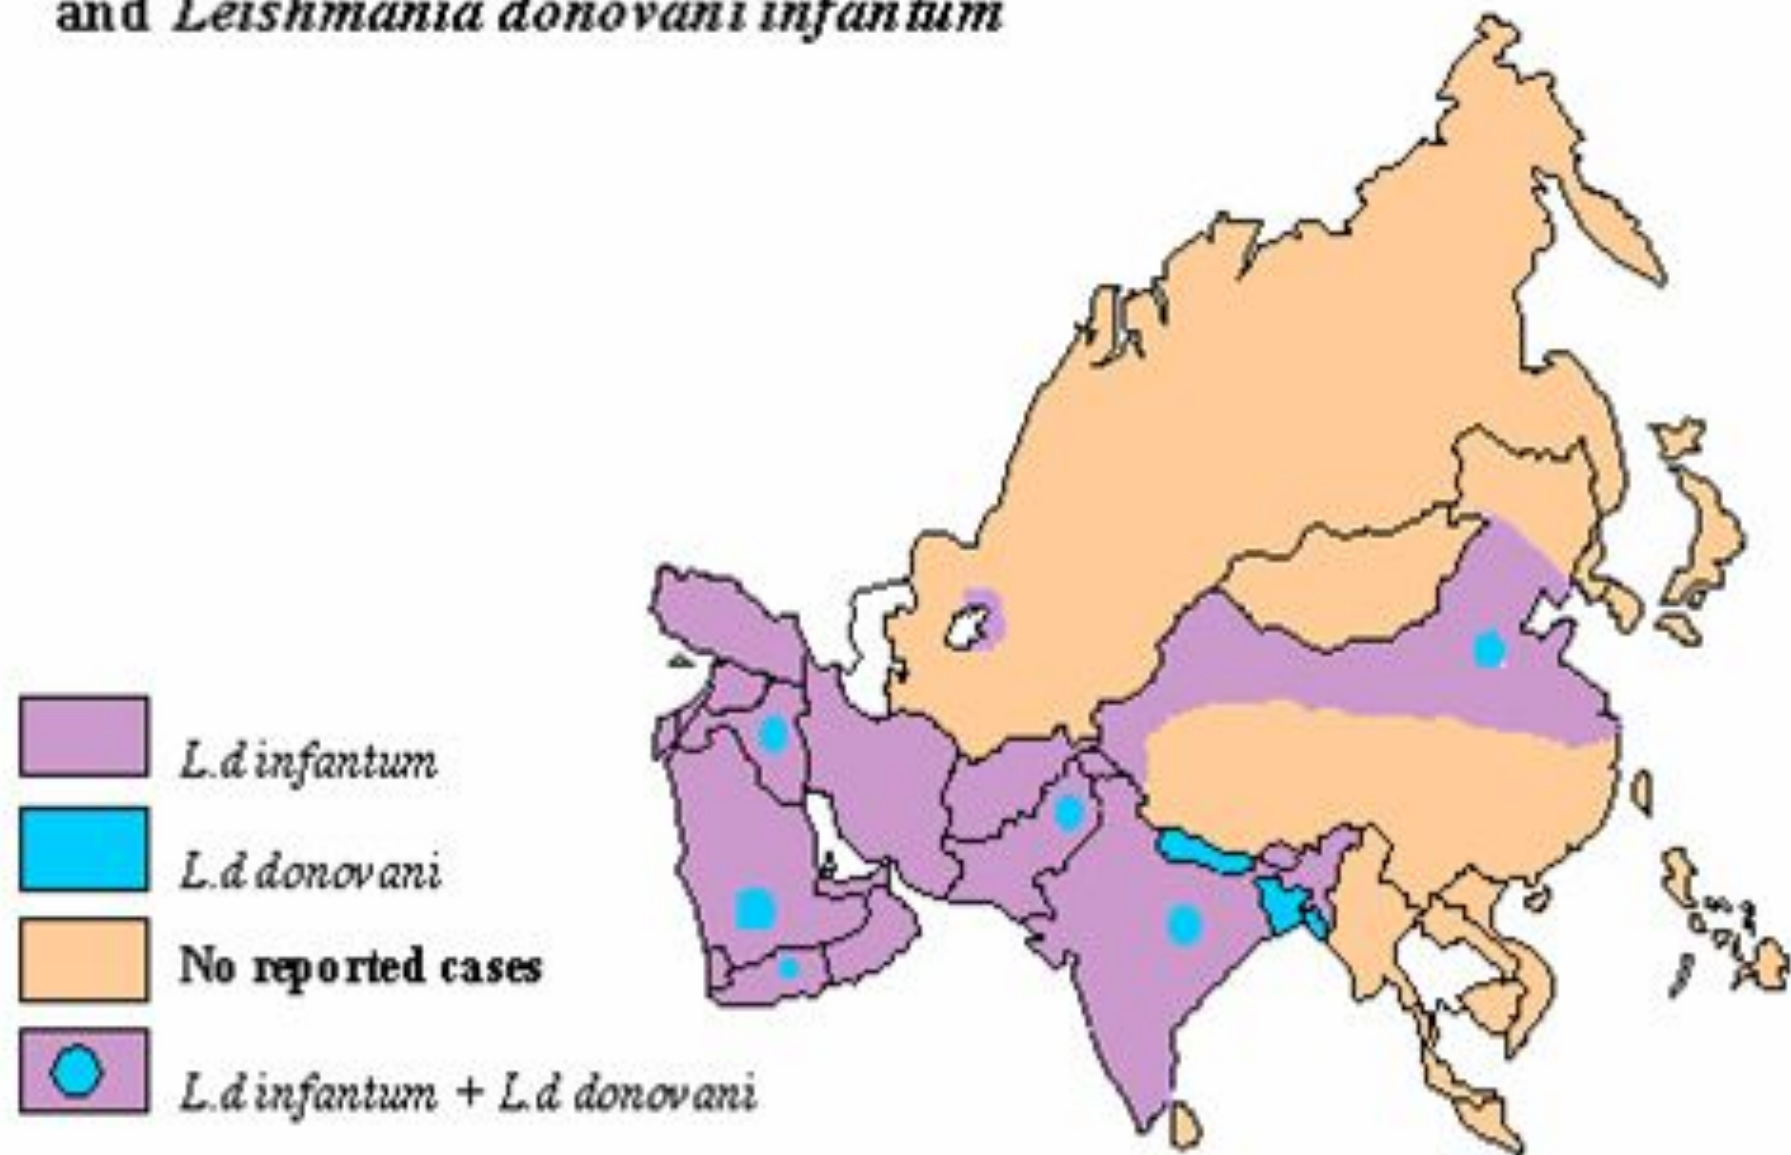 and Leishmania donovani infantum
L.d infantum
L.d donovani
No reported cases
L.d infantum + L.d donovani